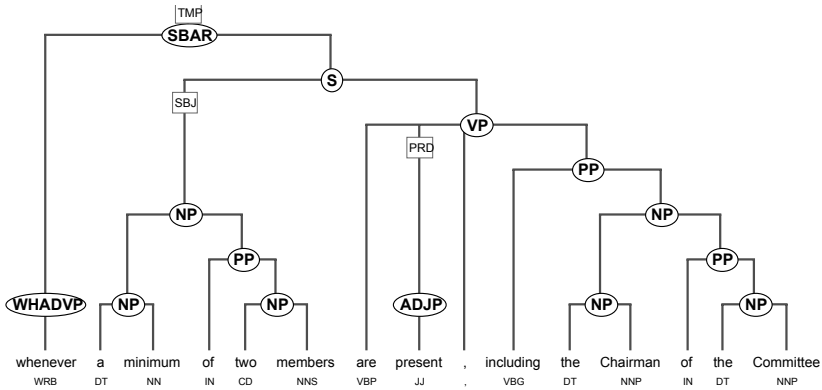 TMP
SBAR
S
SBJ
VP
PRD
PP
NP NP
PP PP
WHADVP NP NP ADJP NP NP
whenever a minimum of two members are present , including the Chairman of the Committee
WRB DT NN IN CD NNS VBP JJ , VBG DT NNP IN DT NNP